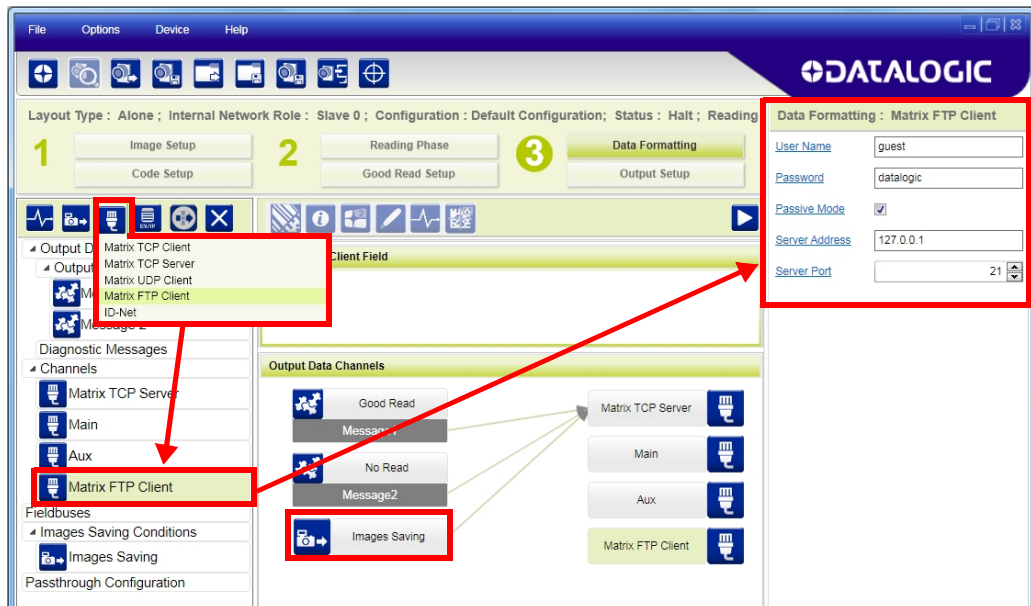 File Options Device Help
DATALOGIC
Layout Type : Alone ; Internal Network Role : Slave 0 ; Configuration : Default Configuration; Status : Halt ; Reading
1
Image Setup
Code Setup
2
Reading Phase
Good Read Setup
3
Data Formatting
Output Setup
EN/IP
Matrix TCP Client
Matrix TCP Server
Matrix UDP Client
Matrix FTP Client
ID-Net
Output D
Output
Me
Message 2
Diagnostic Messages
Channels
Matrix TCP Server
Main
Aux
Matrix FTP Client
Fieldbuses
Images Saving Conditions
Images Saving
Passthrough Configuration
Client Field
Output Data Channels
Good Read
Message1
No Read
Message2
Images Saving
Matrix TCP Server
Main
Aux
Matrix FTP Client
Data Formatting : Matrix FTP Client
User Name guest
Password datalogic
Passive Mode
Server Address 127.0.0.1
Server Port 21